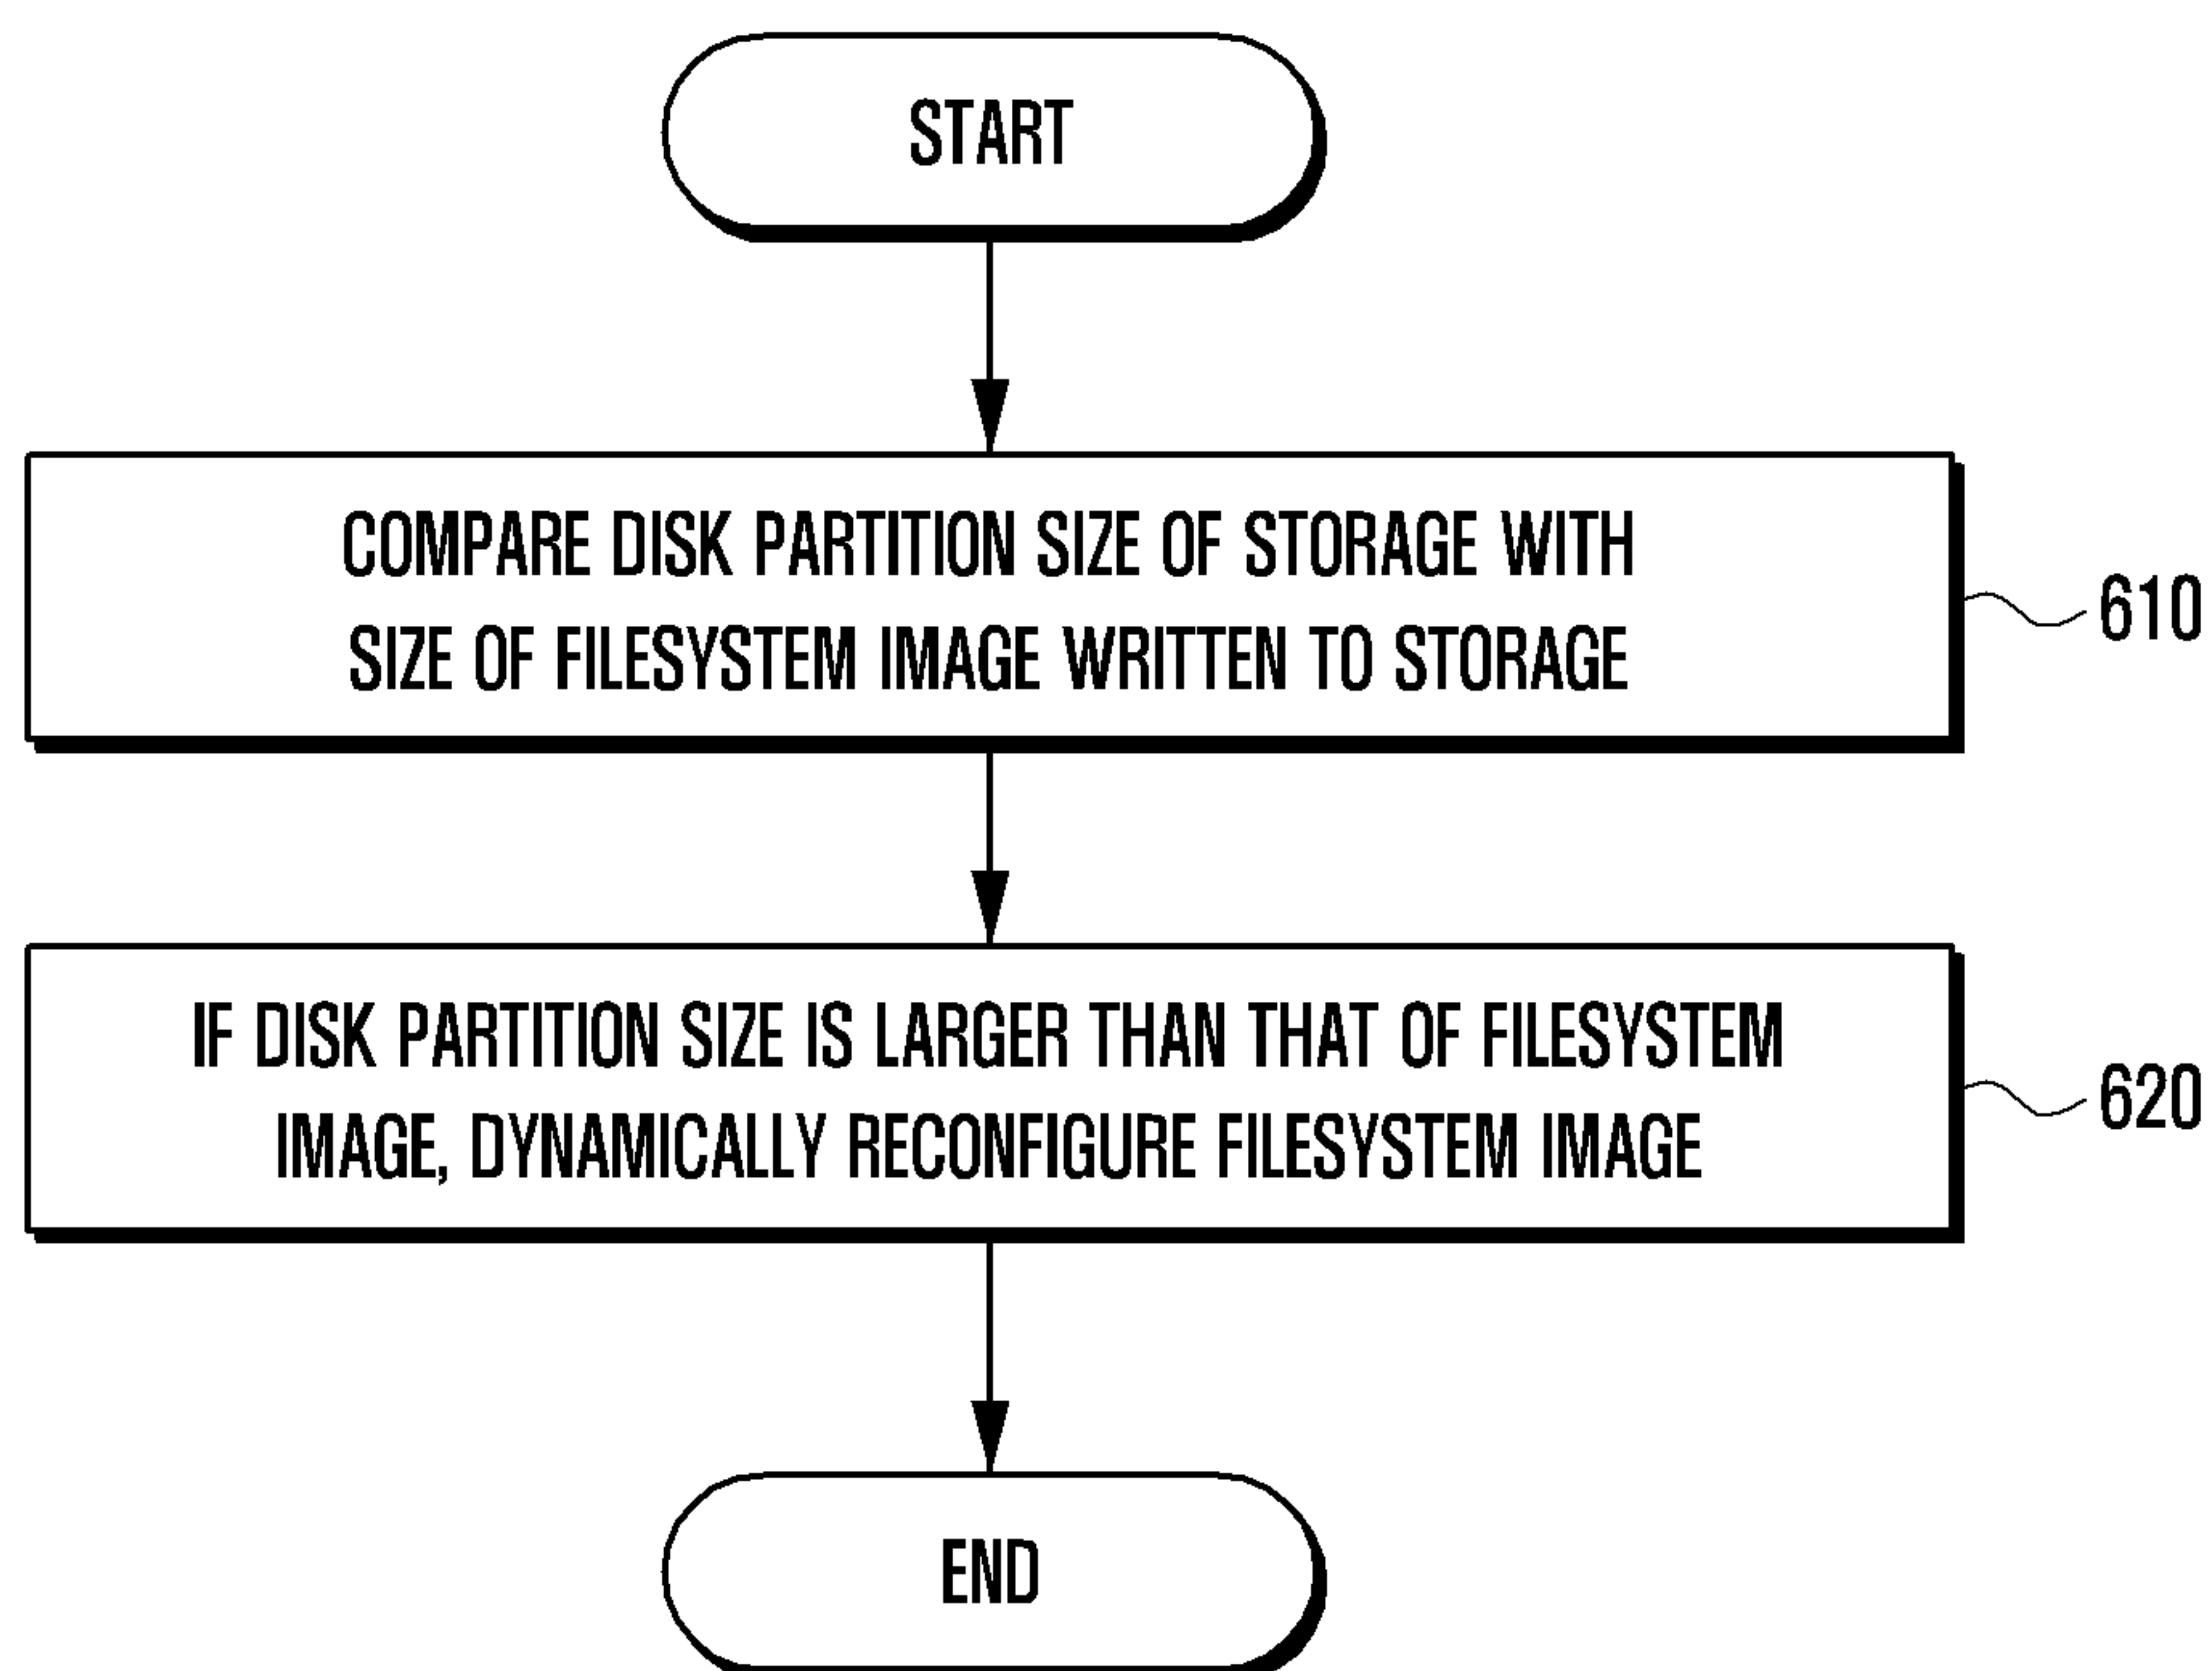 START
COMPARE DISK PARTITION SIZE OF STORAGE WITH
SIZE OF FILESYSTEM IMAGE WRITTEN TO STORAGE
610
IF DISK PARTITION SIZE IS LARGER THAN THAT OF FILESYSTEM
IMAGE, DYNAMICALLY RECONFIGURE FILESYSTEM IMAGE
620
END